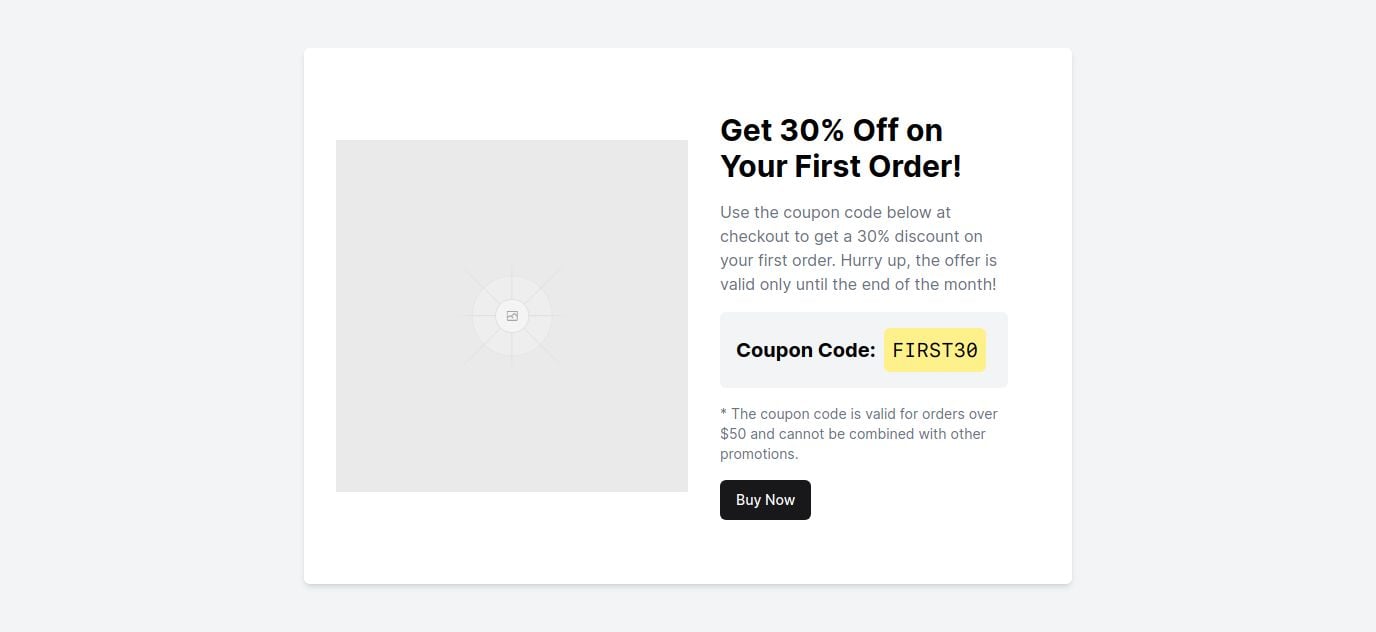 Get 30% Off on
Your First Order!
Use the coupon code below at
checkout to get a 30% discount on
your first order. Hurry up, the offer is
valid only until the end of the month!
Coupon Code: FIRST30
* The coupon code is valid for orders over
$50 and cannot be combined with other
promotions.
Buy Now